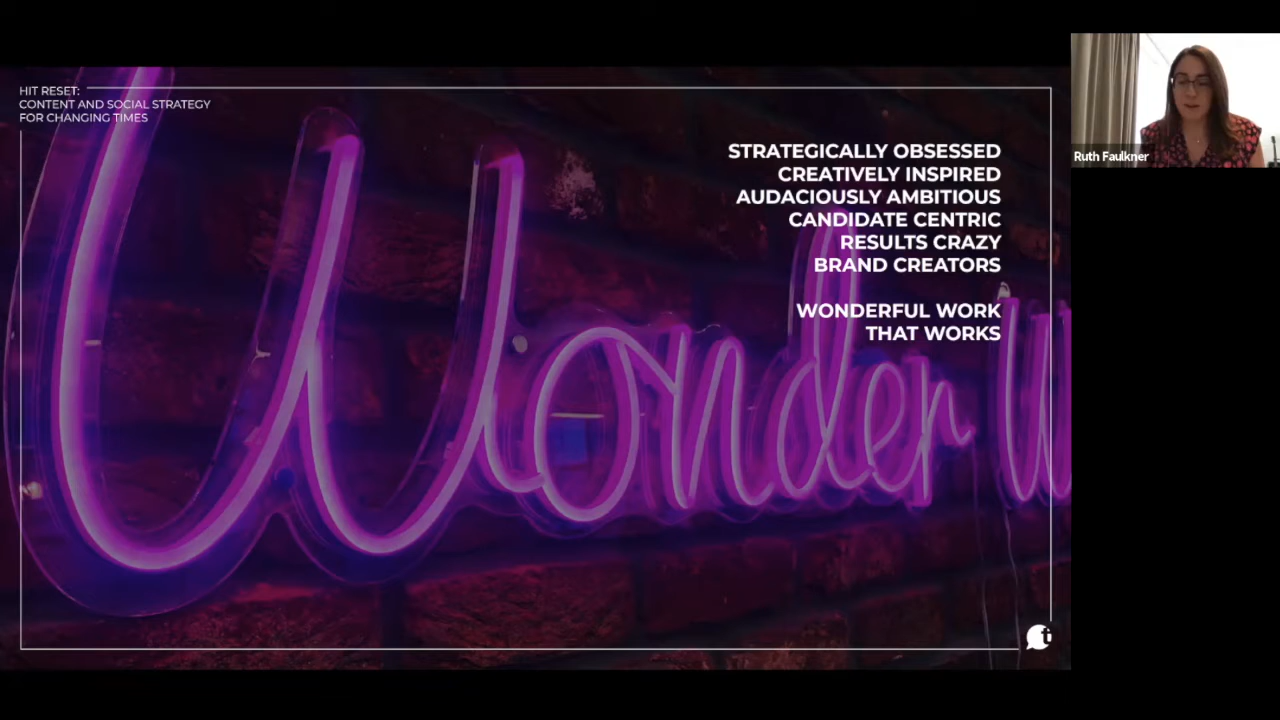 HIT RESET:
CONTENT AND SOCIAL STRATEGY
FOR CHANGING TIMES
STRATEGICALLY OBSESSED
CREATIVELY INSPIRED
AUDACIOUSLY AMBITIOUS
CANDIDATE CENTRIC
RESULTS CRAZY
BRAND CREATORS
WONDERFUL WORK
THAT WORKS
Wonder W
t
Ruth Faulkner